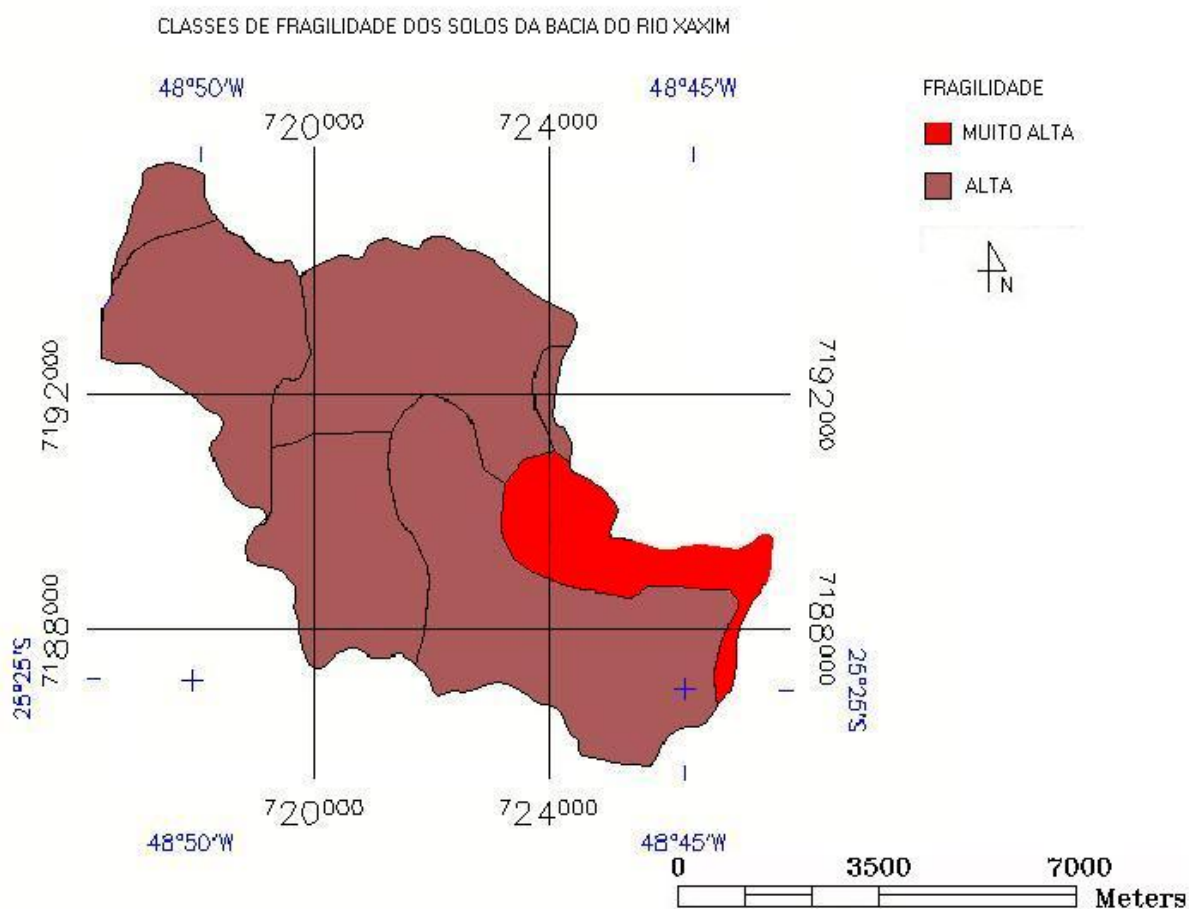 CLASSES DE FRAGILIDADE DOS SOLOS DA BACIA DO RIO XAXIM
48°50'W
48°45'W
FRAGILIDADE
720000
724000
MUITO ALTA
ALTA
N
7192000
7192000
7188000
7188000
25°25'S
25°25'S
720000
724000
48°50'W
48°45'W
0 3500 7000
Meters